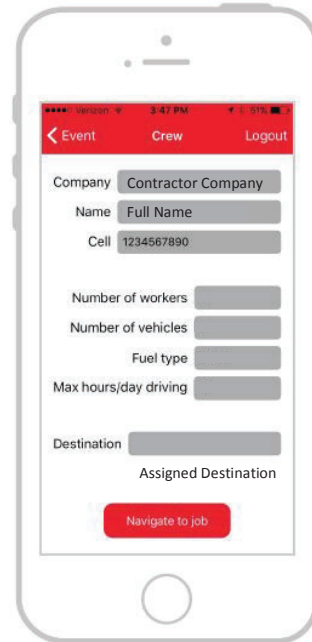 Verizon 3:47 PM 51%
Event Crew Logout
Company Contractor Company
Name Full Name
Cell 1234567890
Number of workers
Number of vehicles
Fuel type
Max hours/day driving
Destination
Assigned Destination
Navigate to job